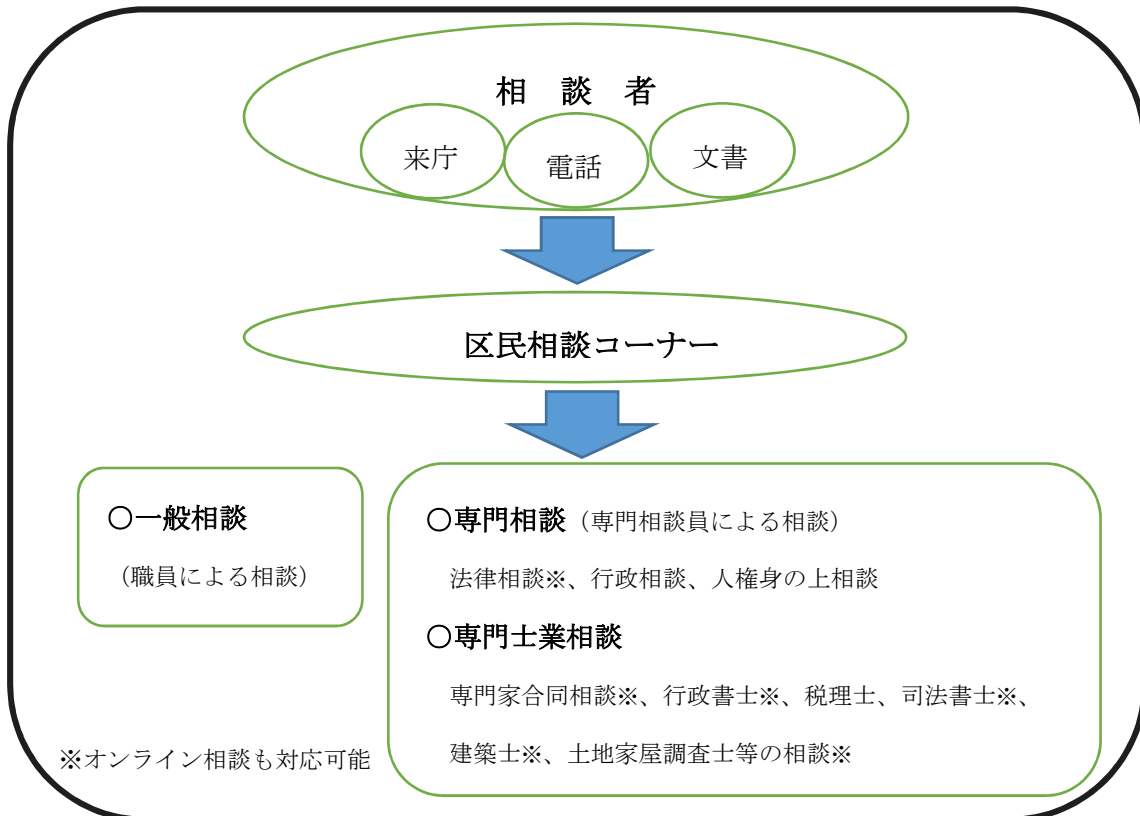 相　談　者
来庁
電話
文書
区民相談コーナー
〇一般相談
（職員による相談）
〇専門相談（専門相談員による相談）
法律相談※、行政相談、人権身の上相談
〇専門士業相談
専門家合同相談※、行政書士※、税理士、司法書士※、
建築士※、土地家屋調査士等の相談※
※オンライン相談も対応可能